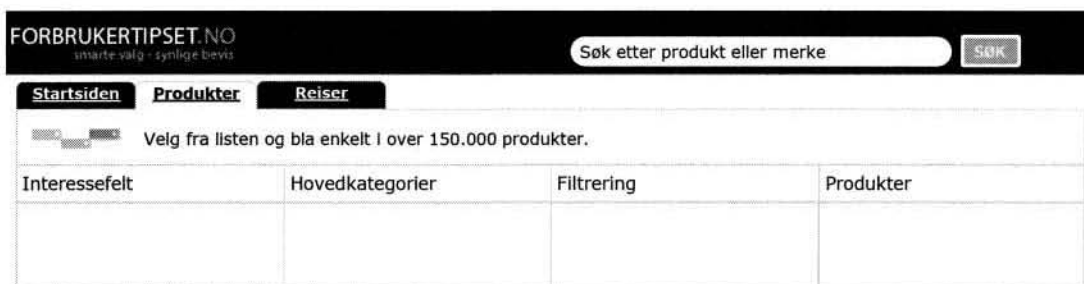 FORBRUKERTIPSET.NO
smarte valg - synlige bevis
Søk etter produkt eller merke
SØK
Startsiden Produkter Reiser
Velg fra listen og bla enkelt i over 150.000 produkter.
Interessefelt Hovedkategorier Filtrering Produkter